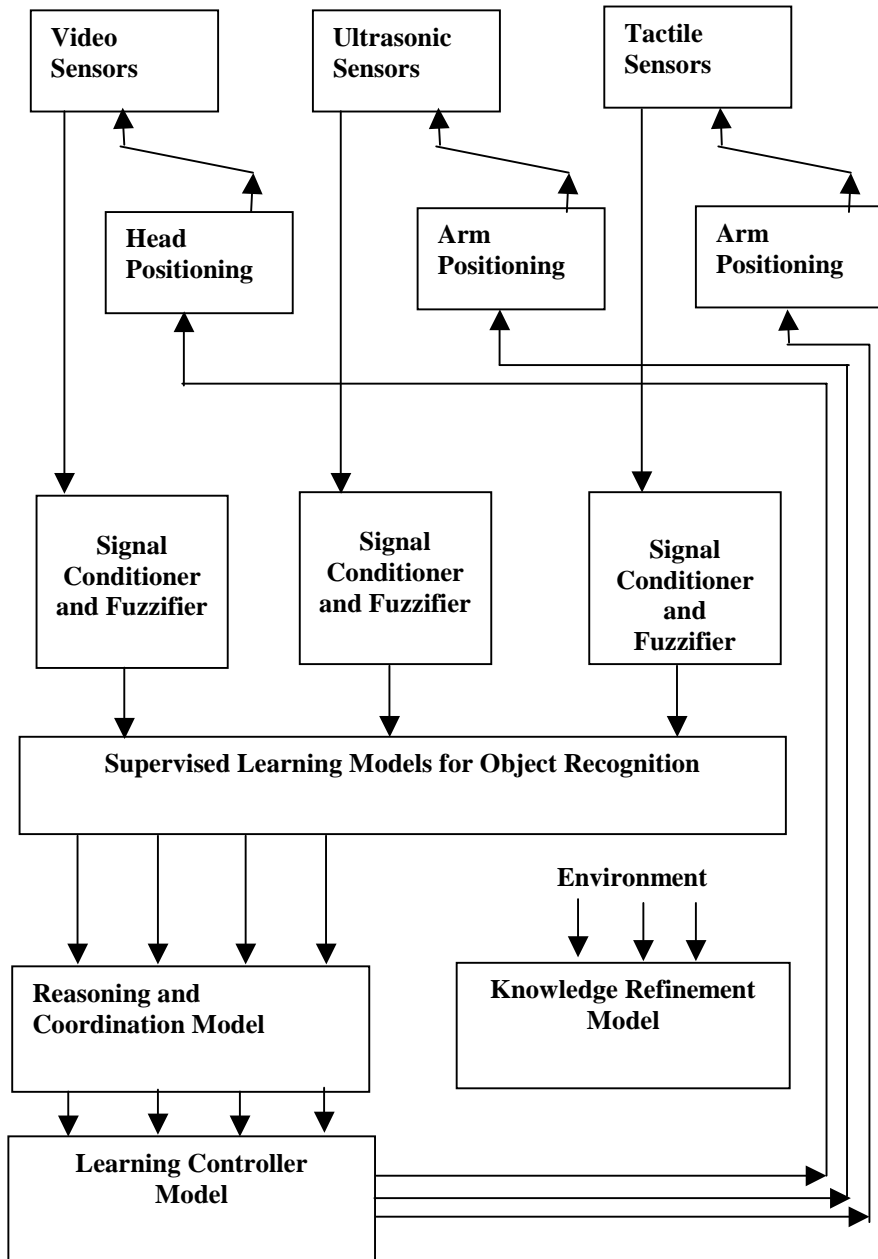 Video
Sensors
Ultrasonic
Sensors
Tactile
Sensors
Head
Positioning
Arm
Positioning
Arm
Positioning
Signal
Conditioner
and Fuzzifier
Signal
Conditioner
and Fuzzifier
Signal
Conditioner
and
Fuzzifier
Supervised Learning Models for Object Recognition
Environment
Reasoning and
Coordination Model
Knowledge Refinement
Model
Learning Controller
Model